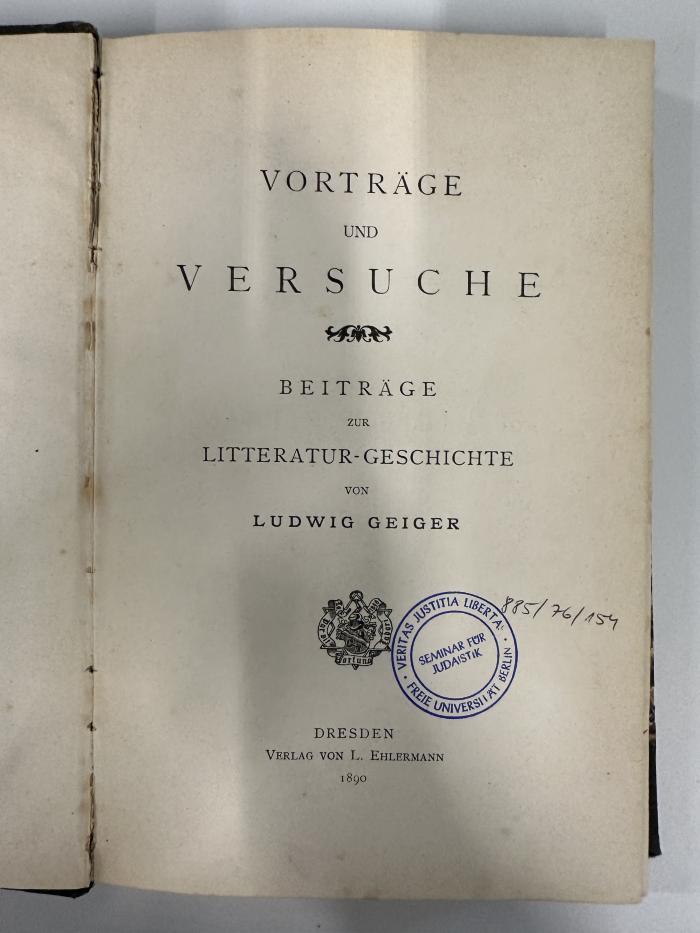 VORTRÄGE
UND
VERSUCHE
BEITRÄGE
ZUR
LITTERATUR-GESCHICHTE
VON
LUDWIG GEIGER
Fortuna
VERITAS JUSTITIA LIBERTAS
SEMINAR FÜR
JUDAISTIK
FREIE UNIVERSITÄT BERLIN
885/76/154
DRESDEN
VERLAG VON L. EHLERMANN
1890